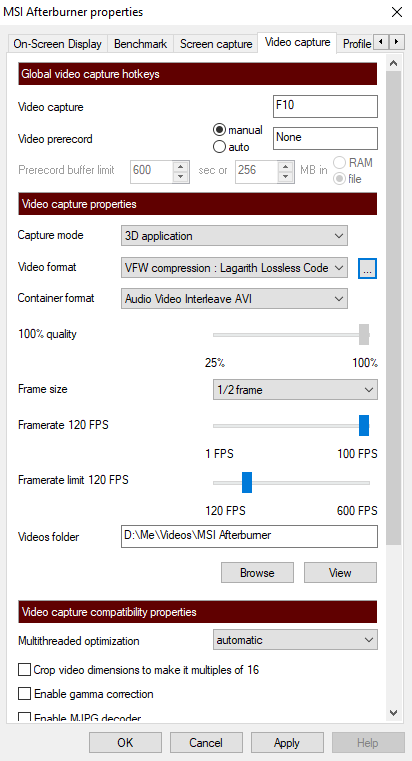 MSI Afterburner properties
On-Screen Display Benchmark Screen capture Video capture Profile
Global video capture hotkeys
Video capture F10
Video prerecord manual None
auto
Prerecord buffer limit 600 sec or 256 MB in RAM
file
Video capture properties
Capture mode 3D application
Video format VFW compression : Lagarith Lossless Code ...
Container format Audio Video Interleave AVI
100% quality
25% 100%
Frame size 1/2 frame
Framerate 120 FPS
1 FPS 100 FPS
Framerate limit 120 FPS
120 FPS 600 FPS
Videos folder D:\Me\Videos\MSI Afterburner
Browse View
Video capture compatibility properties
Multithreaded optimization automatic
Crop video dimensions to make it multiples of 16
Enable gamma correction
Enable MJPG decoder
OK Cancel Apply Help